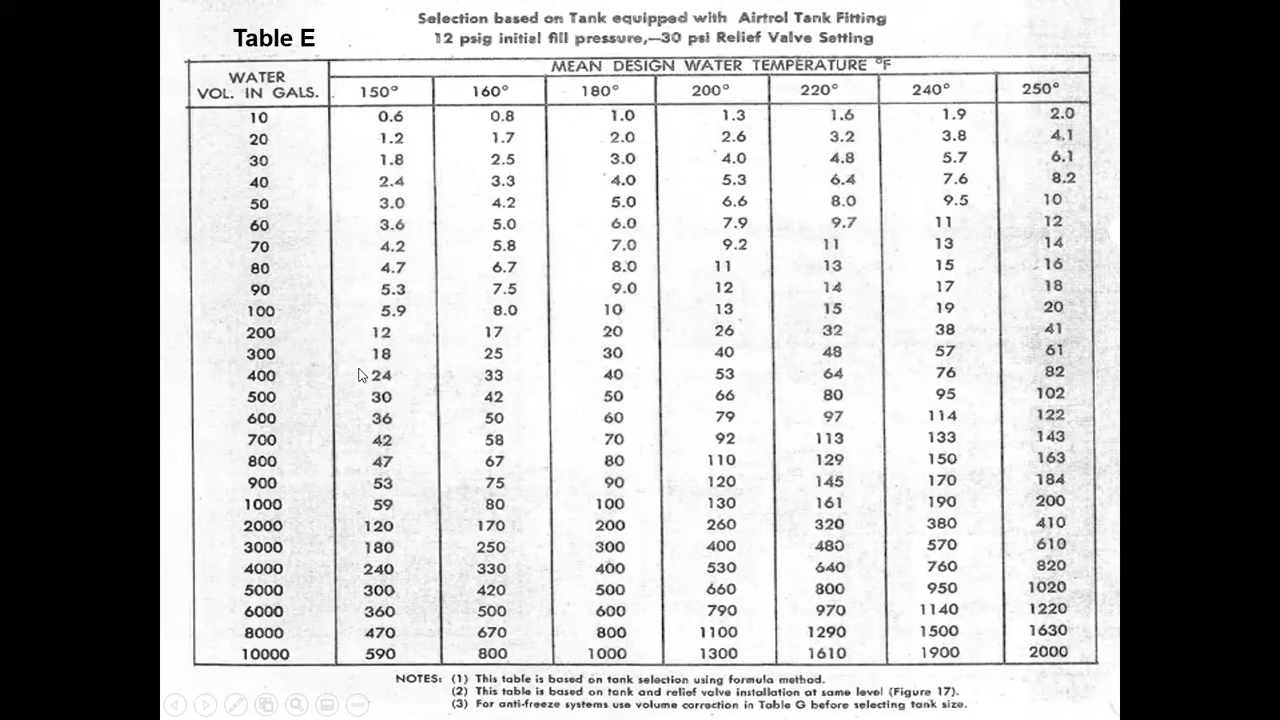 Table E
Selection based on Tank equipped with Airtrol Tank Fitting
12 psig initial fill pressure,—30 psi Relief Valve Setting
WATER VOL. IN GALS. MEAN DESIGN WATER TEMPERATURE °F
150° 160° 180° 200° 220° 240° 250°
10 0.6 0.8 1.0 1.3 1.6 1.9 2.0
20 1.2 1.7 2.0 2.6 3.2 3.8 4.1
30 1.8 2.5 3.0 4.0 4.8 5.7 6.1
40 2.4 3.3 4.0 5.3 6.4 7.6 8.2
50 3.0 4.2 5.0 6.6 8.0 9.5 10
60 3.6 5.0 6.0 7.9 9.7 11 12
70 4.2 5.8 7.0 9.2 11 13 14
80 4.7 6.7 8.0 11 13 15 16
90 5.3 7.5 9.0 12 14 17 18
100 5.9 8.0 10 13 15 19 20
200 12 17 20 26 32 38 41
300 18 25 30 40 48 57 61
400 24 33 40 53 64 76 82
500 30 42 50 66 80 95 102
600 36 50 60 79 97 114 122
700 42 58 70 92 113 133 143
800 47 67 80 110 129 150 163
900 53 75 90 120 145 170 184
1000 59 80 100 130 161 190 200
2000 120 170 200 260 320 380 410
3000 180 250 300 400 480 570 610
4000 240 330 400 530 640 760 820
5000 300 420 500 660 800 950 1020
6000 360 500 600 790 970 1140 1220
8000 470 670 800 1100 1290 1500 1630
10000 590 800 1000 1300 1610 1900 2000
NOTES: (1) This table is based on tank selection using formula method.
(2) This table is based on tank and relief valve installation at same level (Figure 17).
(3) For anti-freeze systems use volume correction in Table G before selecting tank size.